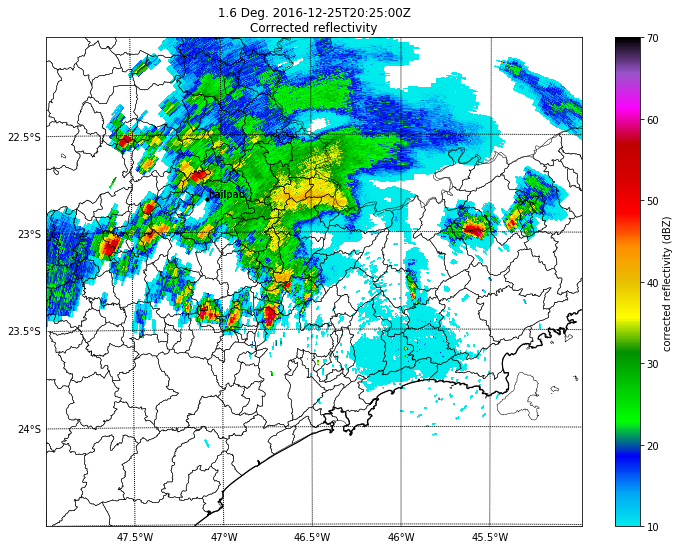 1.6 Deg. 2016-12-25T20:25:00Z
Corrected reflectivity
70
60
50
40
30
20
10
corrected reflectivity (dBZ)
22.5°S
hailpad
23°S
23.5°S
24°S
47.5°W 47°W 46.5°W 46°W 45.5°W